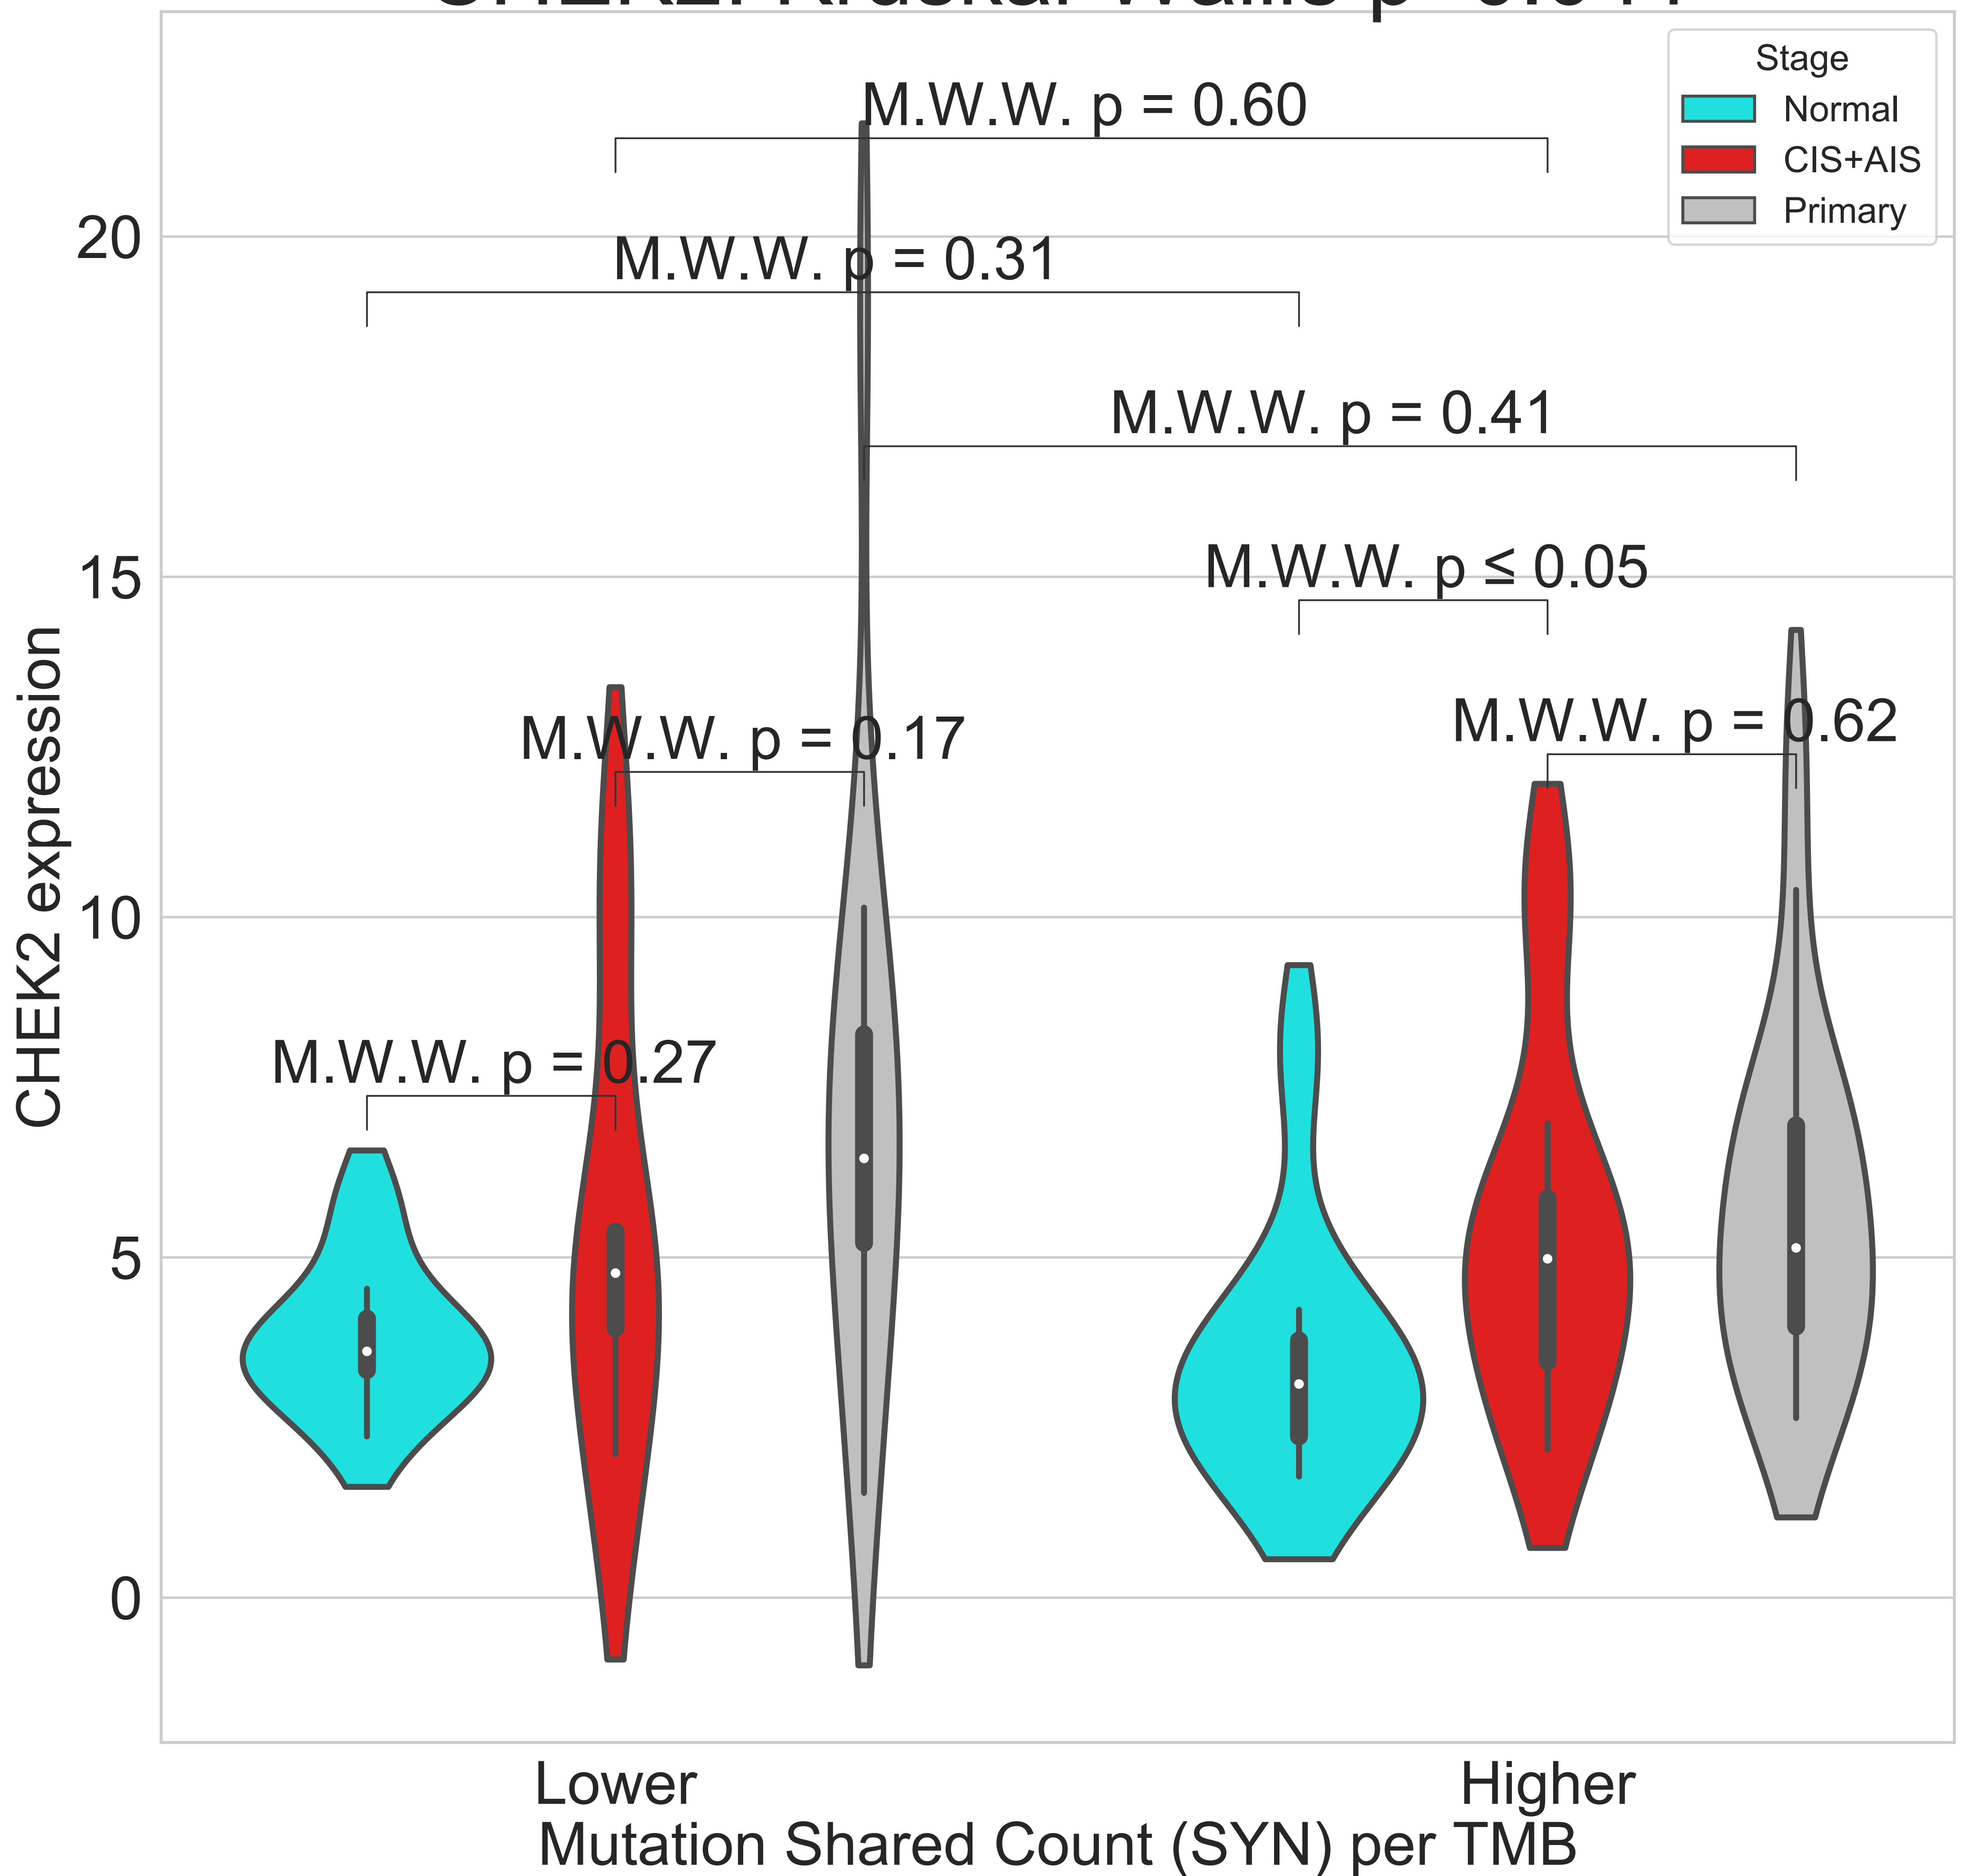 Stage
Normal
CIS+AIS
Primary
M.W.W. p = 0.60
M.W.W. p = 0.31
M.W.W. p = 0.41
M.W.W. p ≤ 0.05
M.W.W. p = 0.62
M.W.W. p = 0.17
M.W.W. p = 0.27
20
15
10
5
0
CHEK2 expression
Lower
Higher
Mutation Shared Count (SYN) per TMB